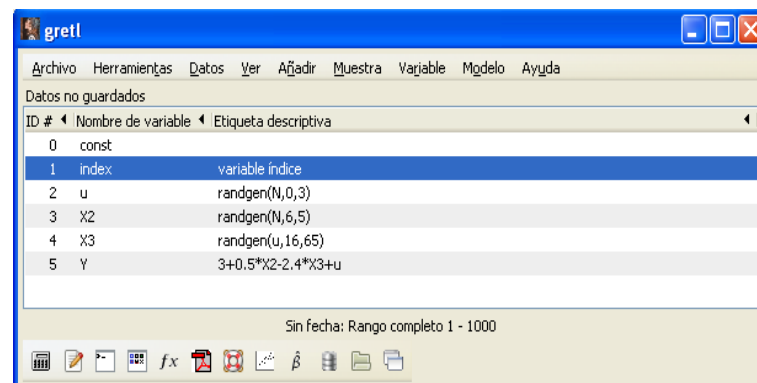 gretl
Archivo Herramientas Datos Ver Añadir Muestra Variable Modelo Ayuda
Datos no guardados
ID # Nombre de variable Etiqueta descriptiva
0 const
1 index variable índice
2 u randgen(N,0,3)
3 X2 randgen(N,6,5)
4 X3 randgen(u,16,65)
5 Y 3+0.5*X2-2.4*X3+u
Sin fecha: Rango completo 1 - 1000
fx β̂